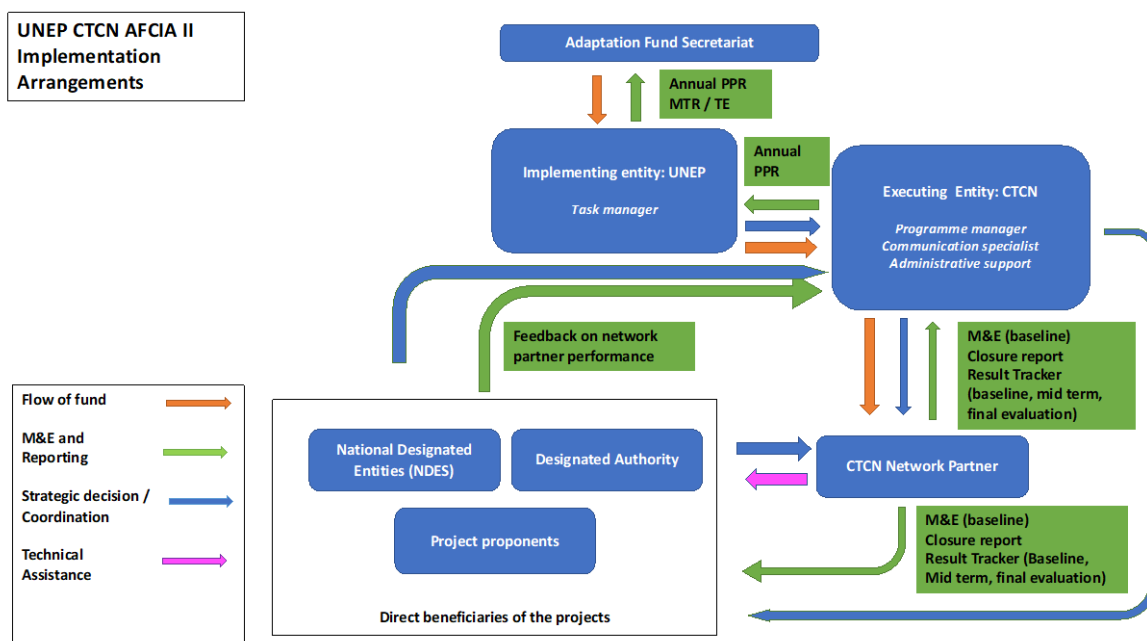 UNEP CTCN AFCIA II
Implementation
Arrangements
Adaptation Fund Secretariat
Annual PPR
MTR / TE
Implementing entity: UNEP
Task manager
Annual
PPR
Executing Entity: CTCN
Programme manager
Communication specialist
Administrative support
Feedback on network
partner performance
M&E (baseline)
Closure report
Result Tracker
(baseline, mid term,
final evaluation)
Flow of fund
M&E and
Reporting
Strategic decision /
Coordination
Technical
Assistance
National Designated
Entities (NDES)
Designated Authority
Project proponents
Direct beneficiaries of the projects
CTCN Network Partner
M&E (baseline)
Closure report
Result Tracker (Baseline,
Mid term, final evaluation)